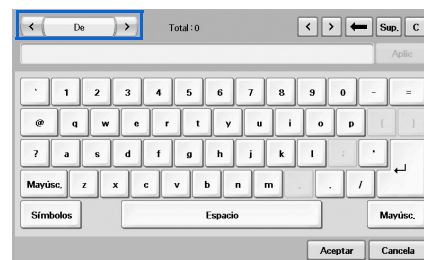 < De > Total : 0 < > ← Sup. C
Aplic
` 1 2 3 4 5 6 7 8 9 0 - =
@ q w e r t y u i o p [ ]
? a s d f g h j k l ; '
Mayúsc. z x c v b n m , . /
Símbolos Espacio Mayúsc.
Aceptar Cancela